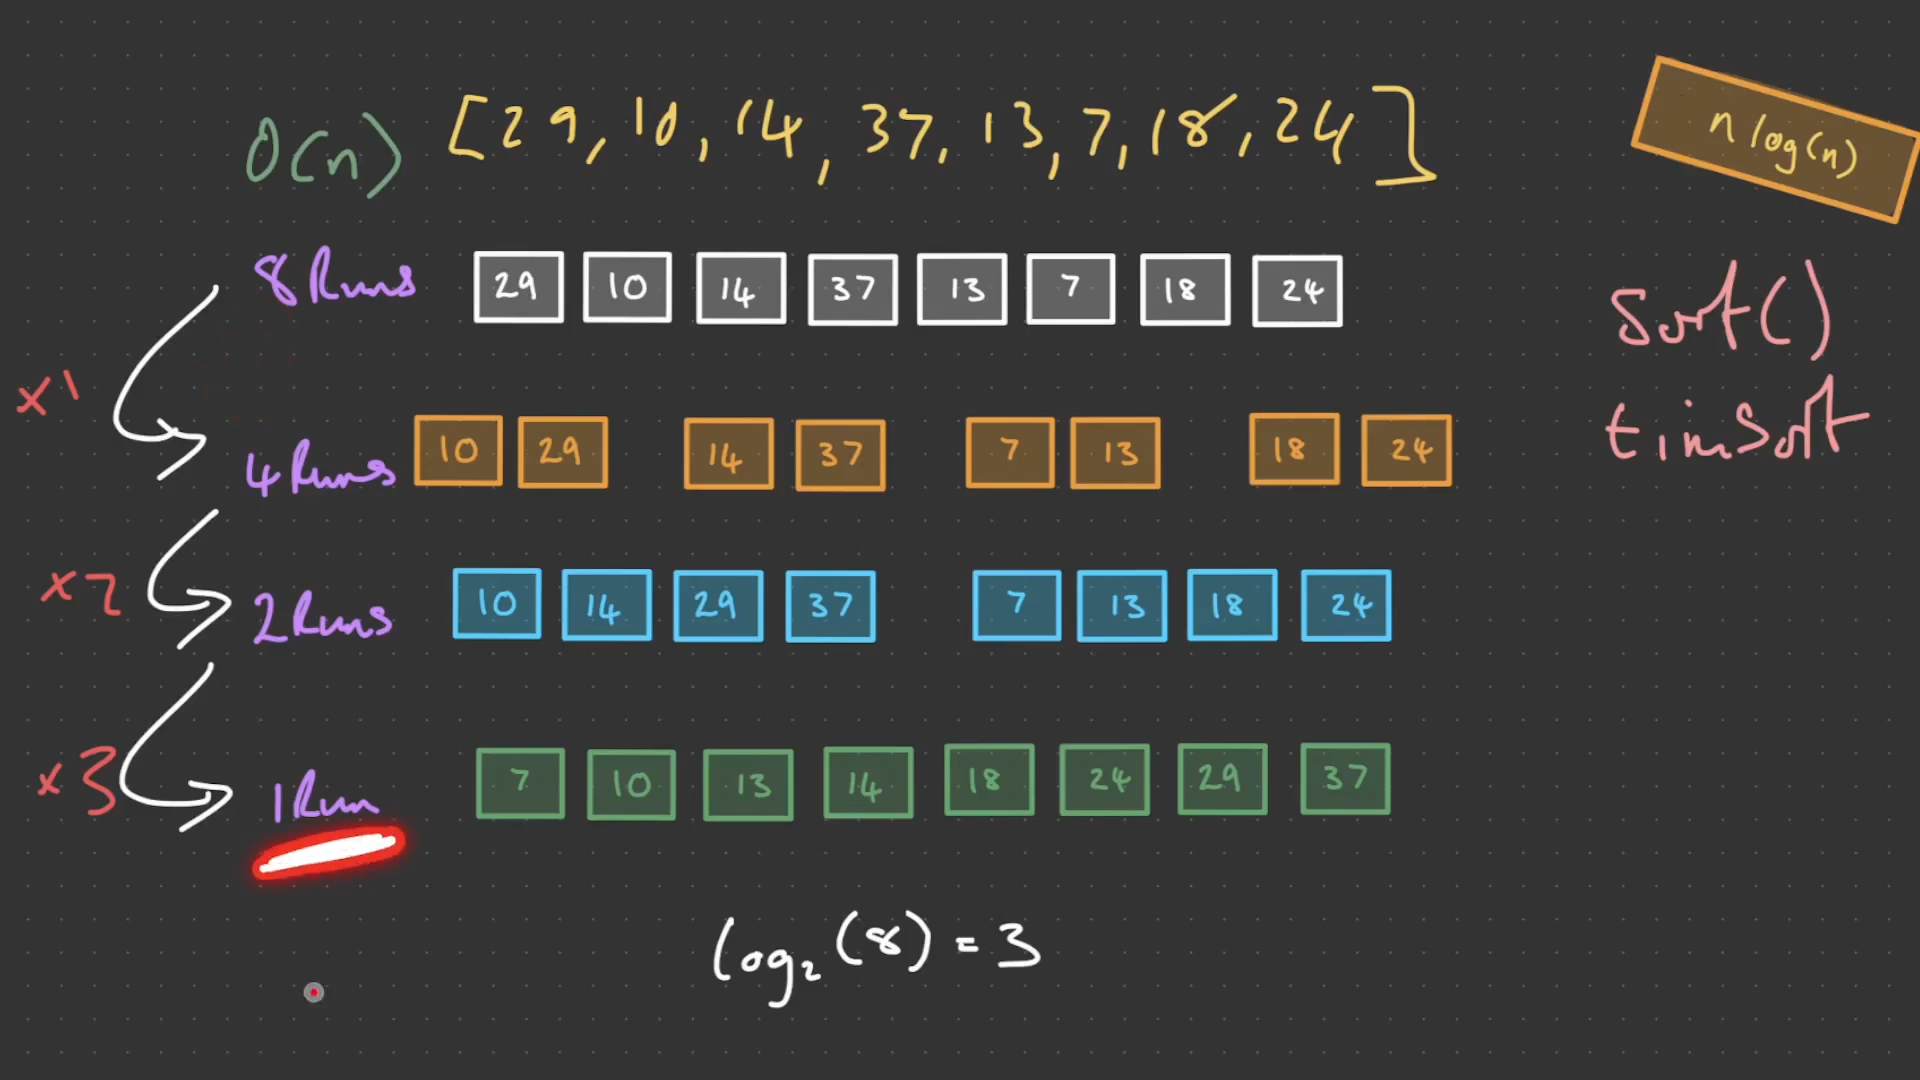 O(n) [29, 10, 14, 37, 13, 7, 18, 24]
n log(n)
8 Runs 29 10 14 37 13 7 18 24
sort()
x1
timsort
4 Runs 10 29 14 37 7 13 18 24
x2
2 Runs 10 14 29 37 7 13 18 24
x3
1 Run 7 10 13 14 18 24 29 37
log₂(8) = 3